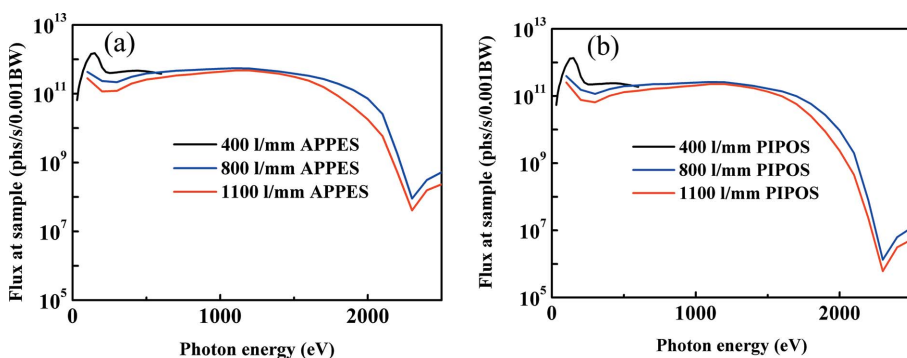 (a)
Flux at sample (phs/s/0.001BW)
10^13
10^11
10^9
10^7
10^5
400 l/mm APPES
800 l/mm APPES
1100 l/mm APPES
0
1000
2000
Photon energy (eV)
(b)
Flux at sample (phs/s/0.001BW)
10^13
10^11
10^9
10^7
10^5
400 l/mm PIPOS
800 l/mm PIPOS
1100 l/mm PIPOS
0
1000
2000
Photon energy (eV)